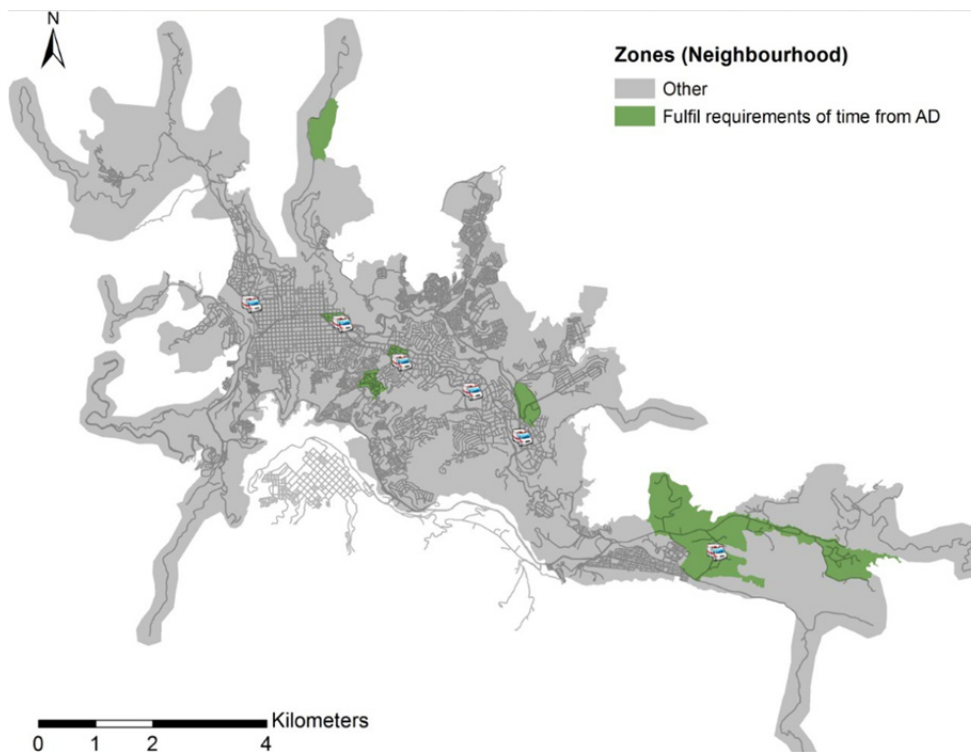 N
Zones (Neighbourhood)
Other
Fulfil requirements of time from AD
Kilometers
0 1 2 4